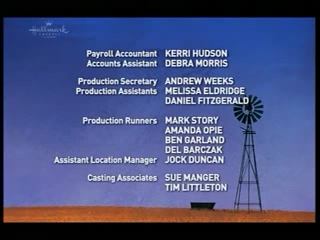 Hallmark
CHANNEL
Payroll Accountant KERRI HUDSON
Accounts Assistant DEBRA MORRIS
Production Secretary ANDREW WEEKS
Production Assistants MELISSA ELDRIDGE
DANIEL FITZGERALD
Production Runners MARK STORY
AMANDA OPIE
BEN GARLAND
DEL BARCZAK
Assistant Location Manager JOCK DUNCAN
Casting Associates SUE MANGER
TIM LITTLETON